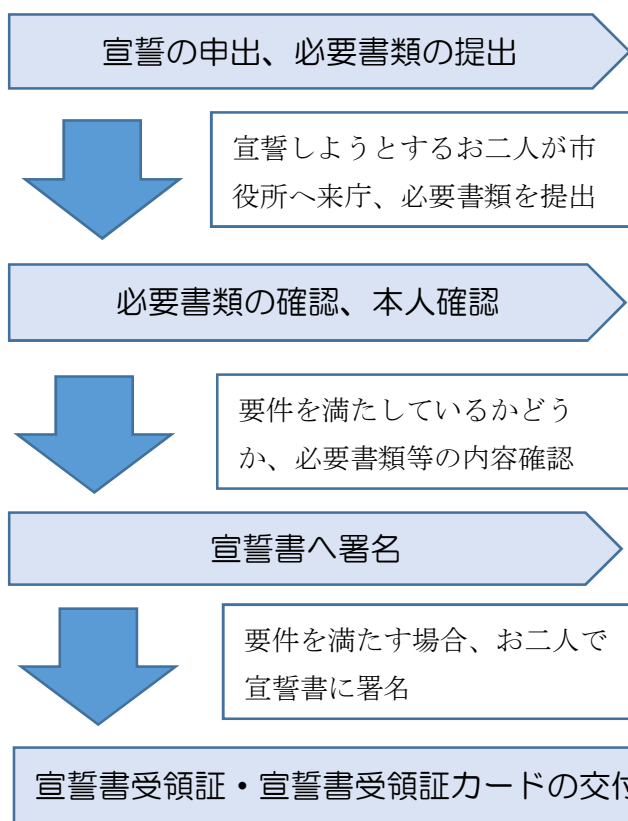 宣誓の申出、必要書類の提出
宣誓しようとするお二人が市
役所へ来庁、必要書類を提出
必要書類の確認、本人確認
要件を満たしているかどう
か、必要書類等の内容確認
宣誓書へ署名
要件を満たす場合、お二人で
宣誓書に署名
宣誓書受領証・宣誓書受領証カードの交付